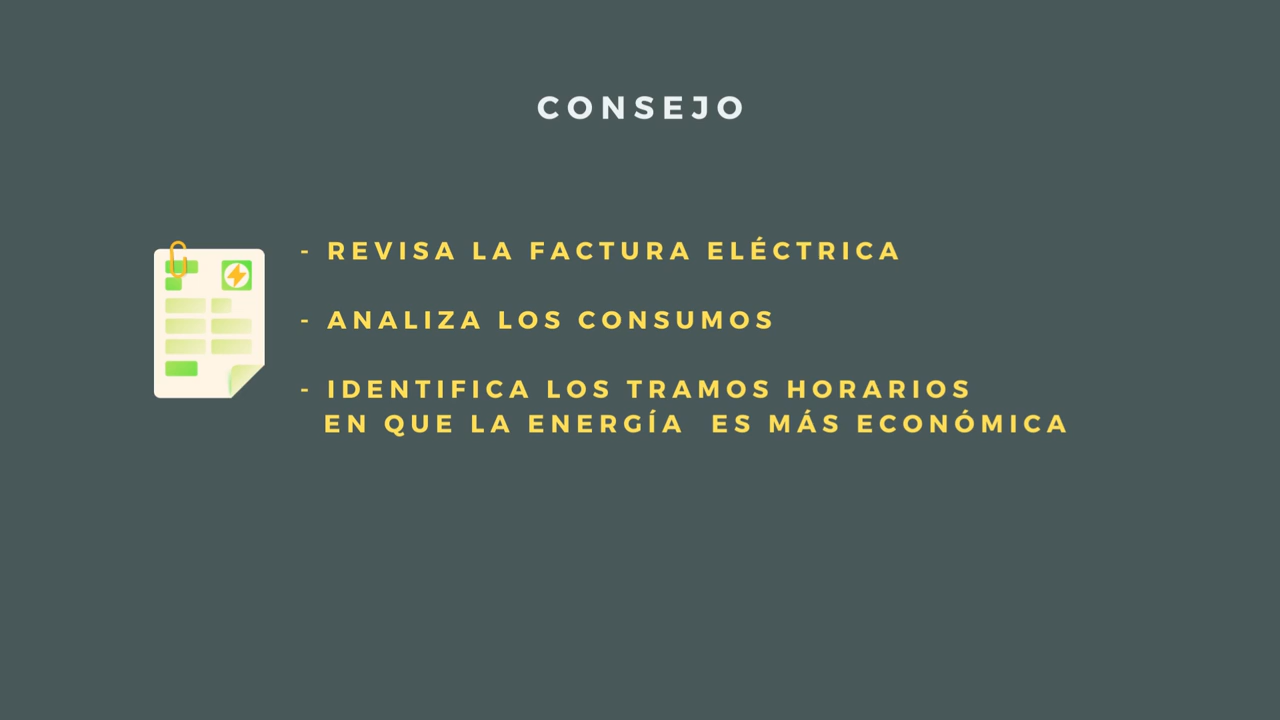 CONSEJO
- REVISA LA FACTURA ELÉCTRICA
- ANALIZA LOS CONSUMOS
- IDENTIFICA LOS TRAMOS HORARIOS
EN QUE LA ENERGÍA ES MÁS ECONÓMICA